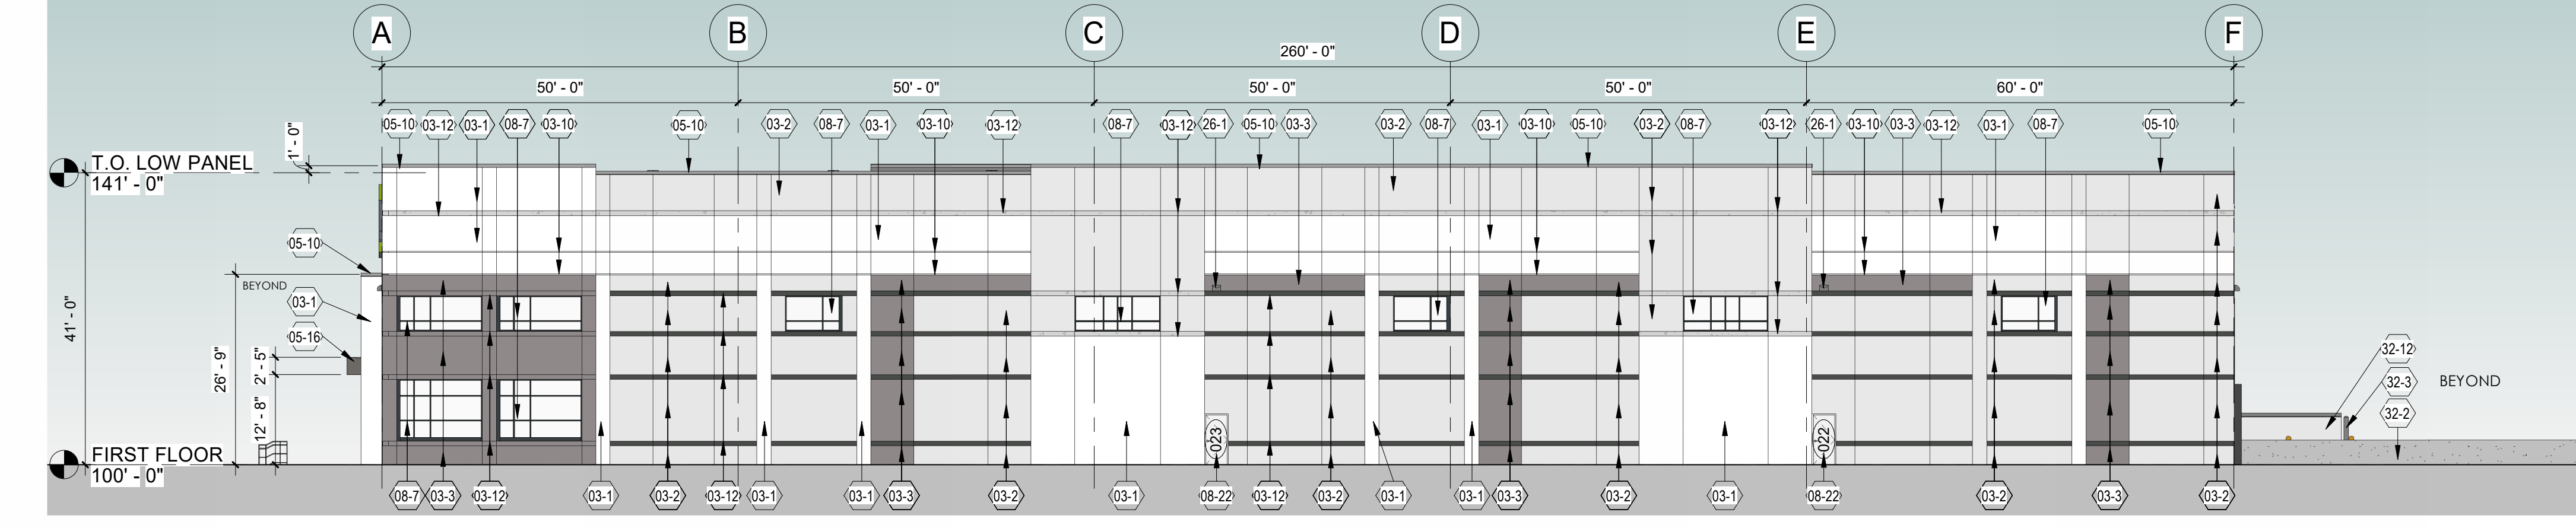 A B C D E F
260' - 0"
50' - 0" 50' - 0" 50' - 0" 50' - 0" 60' - 0"
05-10 03-12 03-1 08-7 03-10 05-10 03-2 08-7 03-1 03-10 03-12 08-7 03-12 26-1 05-10 03-3 03-2 08-7 03-1 03-10 05-10 03-2 08-7 03-12 26-1 03-10 03-3 03-12 03-1 08-7 05-10
1' - 0"
T.O. LOW PANEL
141' - 0"
05-10
BEYOND
03-1
05-16
41' - 0"
26' - 9"
2' - 5"
12' - 8"
32-12
32-3 BEYOND
32-2
023
022
FIRST FLOOR
100' - 0"
08-7 03-3 03-12 03-1 03-2 03-12 03-1 03-1 03-3 03-2 03-1 08-22 03-12 03-2 03-1 03-1 03-3 03-2 03-1 08-22 03-2 03-3 03-2